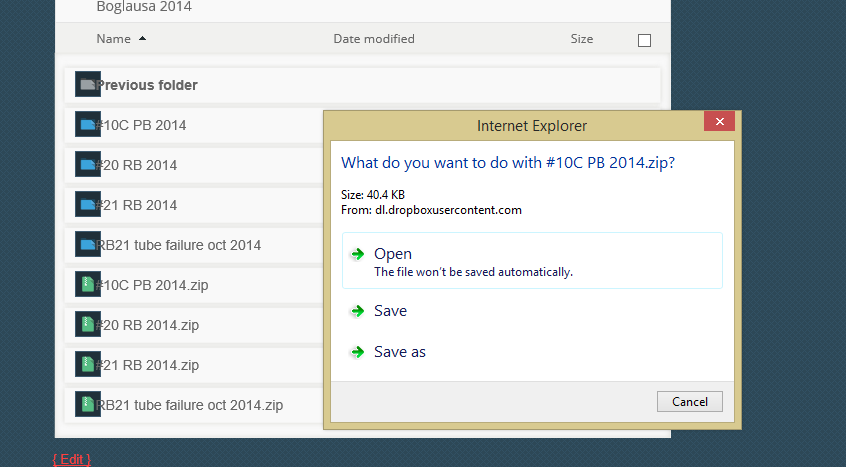 Boglausa 2014
Name Date modified Size
Previous folder
#10C PB 2014
#20 RB 2014
#21 RB 2014
RB21 tube failure oct 2014
#10C PB 2014.zip
#20 RB 2014.zip
#21 RB 2014.zip
RB21 tube failure oct 2014.zip
{ Edit }
Internet Explorer
What do you want to do with #10C PB 2014.zip?
Size: 40.4 KB
From: dl.dropboxusercontent.com
Open
The file won't be saved automatically.
Save
Save as
Cancel